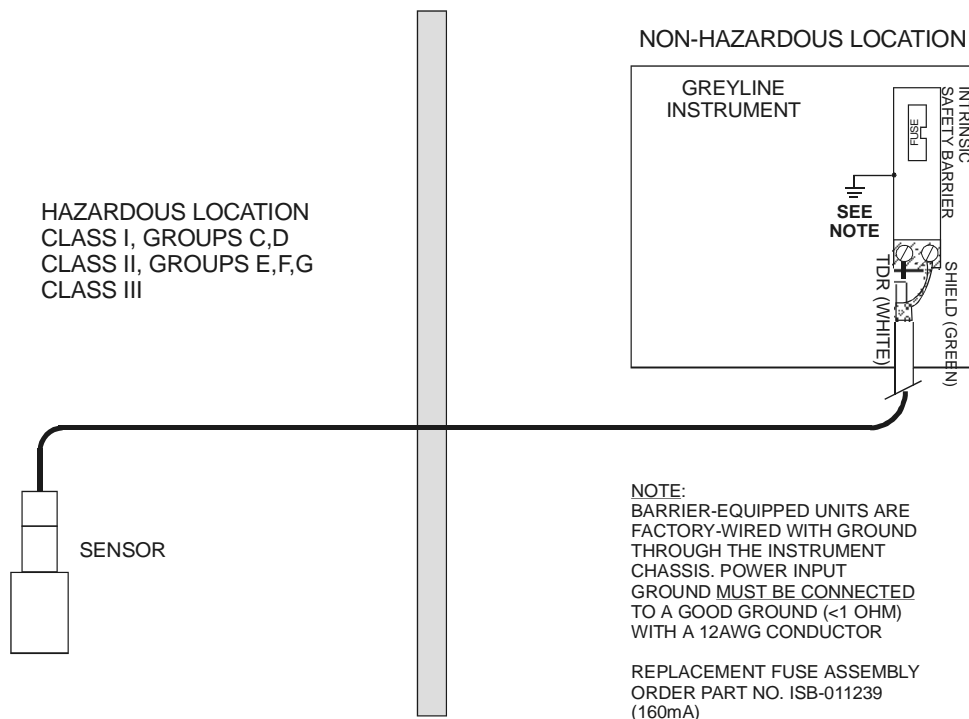 NON-HAZARDOUS LOCATION
GREYLINE
INSTRUMENT
INTRINSIC
SAFETY BARRIER
FUSE
SEE
NOTE
TDR (WHITE)
SHIELD (GREEN)
HAZARDOUS LOCATION
CLASS I, GROUPS C,D
CLASS II, GROUPS E,F,G
CLASS III
SENSOR
NOTE:
BARRIER-EQUIPPED UNITS ARE
FACTORY-WIRED WITH GROUND
THROUGH THE INSTRUMENT
CHASSIS. POWER INPUT
GROUND MUST BE CONNECTED
TO A GOOD GROUND (<1 OHM)
WITH A 12AWG CONDUCTOR
REPLACEMENT FUSE ASSEMBLY
ORDER PART NO. ISB-011239
(160mA)